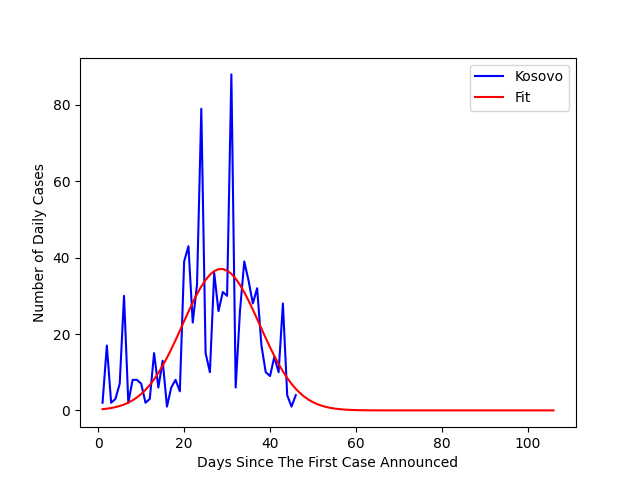 Kosovo
Fit
Number of Daily Cases
80
60
40
20
0
0 20 40 60 80 100
Days Since The First Case Announced